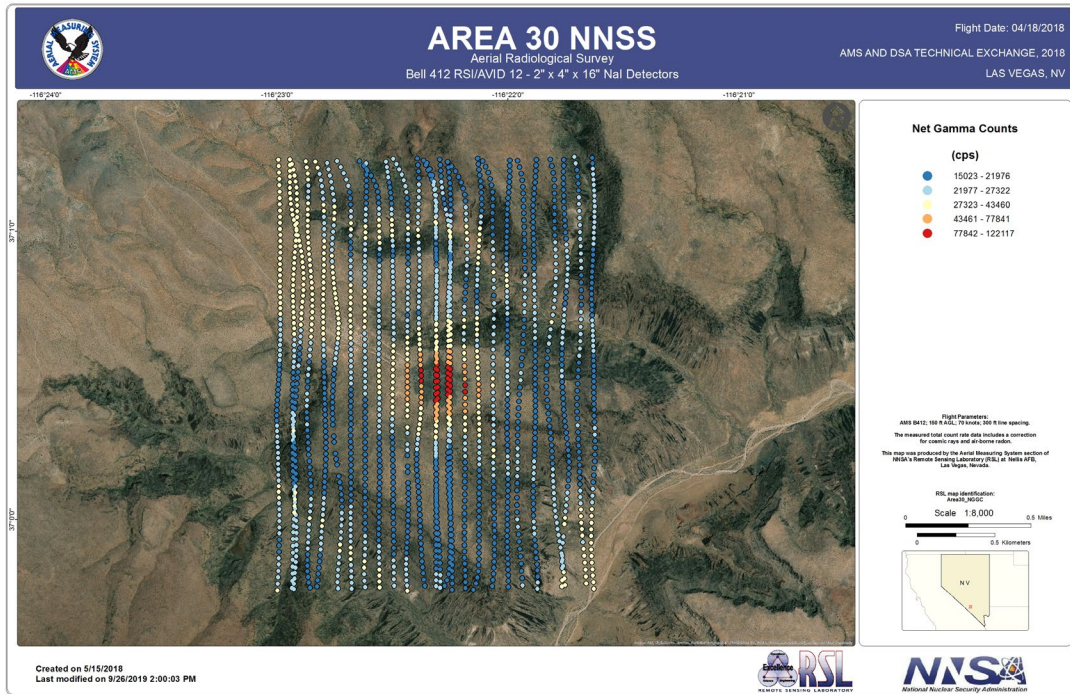 AERIAL MEASURING SYSTEM
AREA 30 NNSS
Aerial Radiological Survey
Bell 412 RSI/AVID 12 - 2" x 4" x 16" NaI Detectors
Flight Date: 04/18/2018
AMS AND DSA TECHNICAL EXCHANGE, 2018
LAS VEGAS, NV
-116°24'0"
-116°23'0"
-116°22'0"
-116°21'0"
37°1'0"
37°0'0"
Net Gamma Counts
(cps)
15023 - 21976
21977 - 27322
27323 - 43460
43461 - 77841
77842 - 122117
Flight Parameters:
AMS B412; 150 ft AGL; 70 knots; 300 ft line spacing.
The measured total count rate data includes a correction
for cosmic rays and air-borne radon.
This map was produced by the Aerial Measuring System section of
NNSA's Remote Sensing Laboratory (RSL) at Nellis AFB,
Las Vegas, Nevada.
RSL map identification:
Area30_NGGC
Scale 1:8,000
0 0.5 Miles
0 0.5 Kilometers
NV
Created on 5/15/2018
Last modified on 9/26/2019 2:00:03 PM
Excellence
RSL
REMOTE SENSING LABORATORY
NNSA
National Nuclear Security Administration